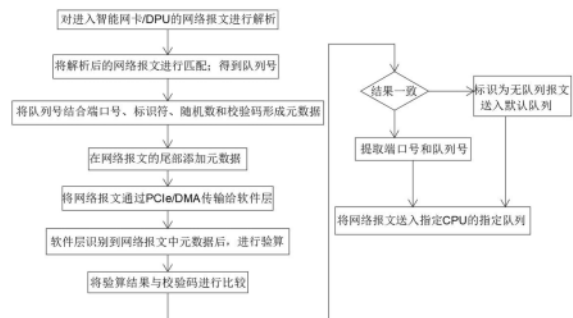 对进入智能网卡/DPU的网络报文进行解析
将解析后的网络报文进行匹配；得到队列号
将队列号结合端口号、标识符、随机数和校验码形成元数据
在网络报文的尾部添加元数据
将网络报文通过PCIe/DMA传输给软件层
软件层识别到网络报文中元数据后，进行验算
将验算结果与校验码进行比较
结果一致
标识为无队列报文
送入默认队列
提取端口号和队列号
将网络报文送入指定CPU的指定队列